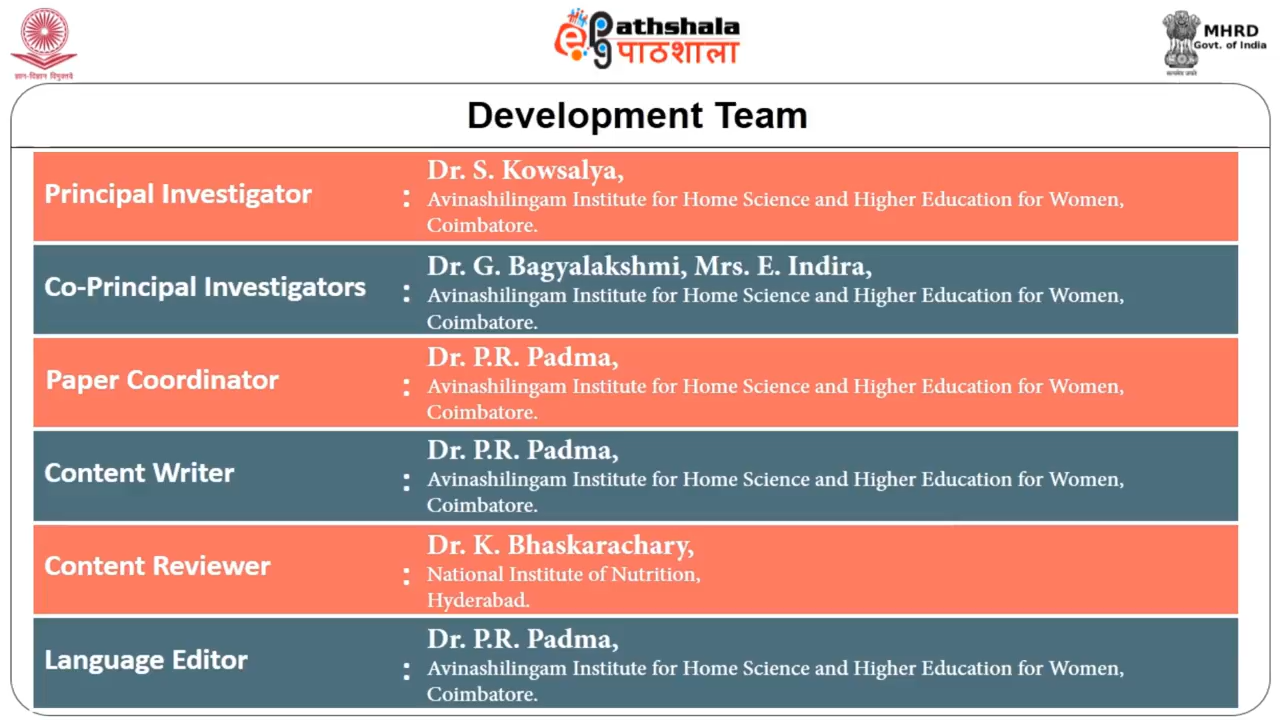 ज्ञान-विज्ञान विमुक्तये
ePG Pathshala
पाठशाला
सत्यमेव जयते
MHRD
Govt. of India
Development Team
Principal Investigator : Dr. S. Kowsalya,
Avinashilingam Institute for Home Science and Higher Education for Women,
Coimbatore.
Co-Principal Investigators : Dr. G. Bagyalakshmi, Mrs. E. Indira,
Avinashilingam Institute for Home Science and Higher Education for Women,
Coimbatore.
Paper Coordinator : Dr. P.R. Padma,
Avinashilingam Institute for Home Science and Higher Education for Women,
Coimbatore.
Content Writer : Dr. P.R. Padma,
Avinashilingam Institute for Home Science and Higher Education for Women,
Coimbatore.
Content Reviewer : Dr. K. Bhaskarachary,
National Institute of Nutrition,
Hyderabad.
Language Editor : Dr. P.R. Padma,
Avinashilingam Institute for Home Science and Higher Education for Women,
Coimbatore.